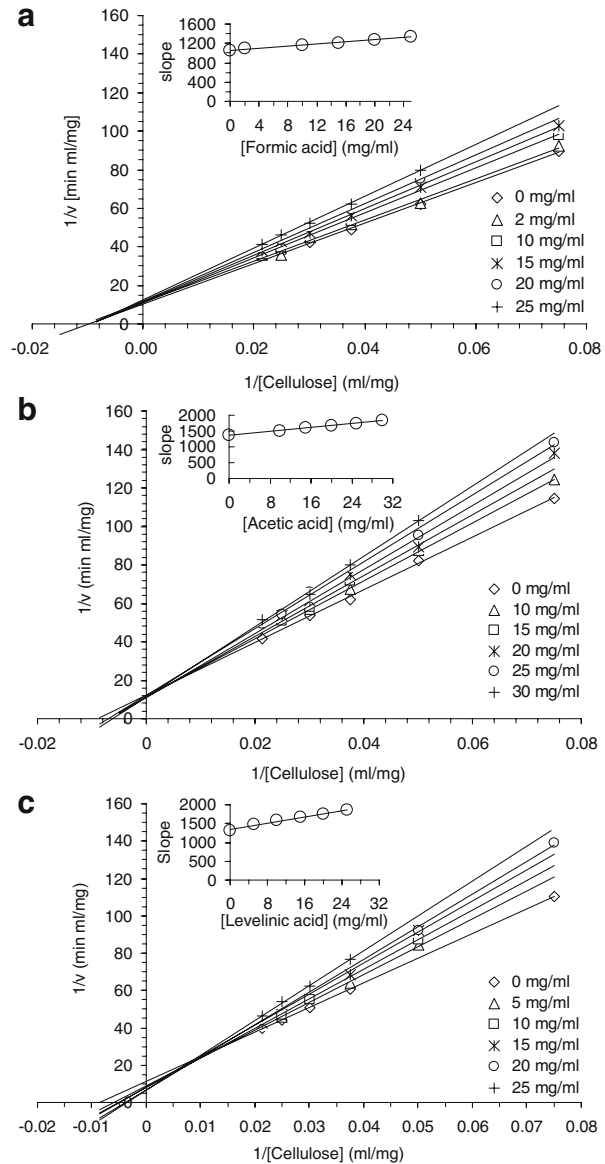 a
1600
1200
800
400
0
slope
0 4 8 12 16 20 24
[Formic acid] (mg/ml)
160
140
120
100
80
60
40
20
0
1/v [min ml/mg]
0 mg/ml
2 mg/ml
10 mg/ml
15 mg/ml
20 mg/ml
25 mg/ml
-0.02 0.00 0.02 0.04 0.06 0.08
1/[Cellulose] (ml/mg)
b
2000
1500
1000
500
0
slope
0 8 16 24 32
[Acetic acid] (mg/ml)
160
140
120
100
80
60
40
20
0
1/v (min ml/mg)
0 mg/ml
10 mg/ml
15 mg/ml
20 mg/ml
25 mg/ml
30 mg/ml
-0.02 0 0.02 0.04 0.06 0.08
1/[Cellulose] (ml/mg)
c
2000
1500
1000
500
0
Slope
0 8 16 24 32
[Levelinic acid] (mg/ml)
160
140
120
100
80
60
40
20
0
1/v (min ml/mg)
0 mg/ml
5 mg/ml
10 mg/ml
15 mg/ml
20 mg/ml
25 mg/ml
-0.02 -0.01 0 0.01 0.02 0.03 0.04 0.05 0.06 0.07 0.08
1/[Cellulose] (ml/mg)